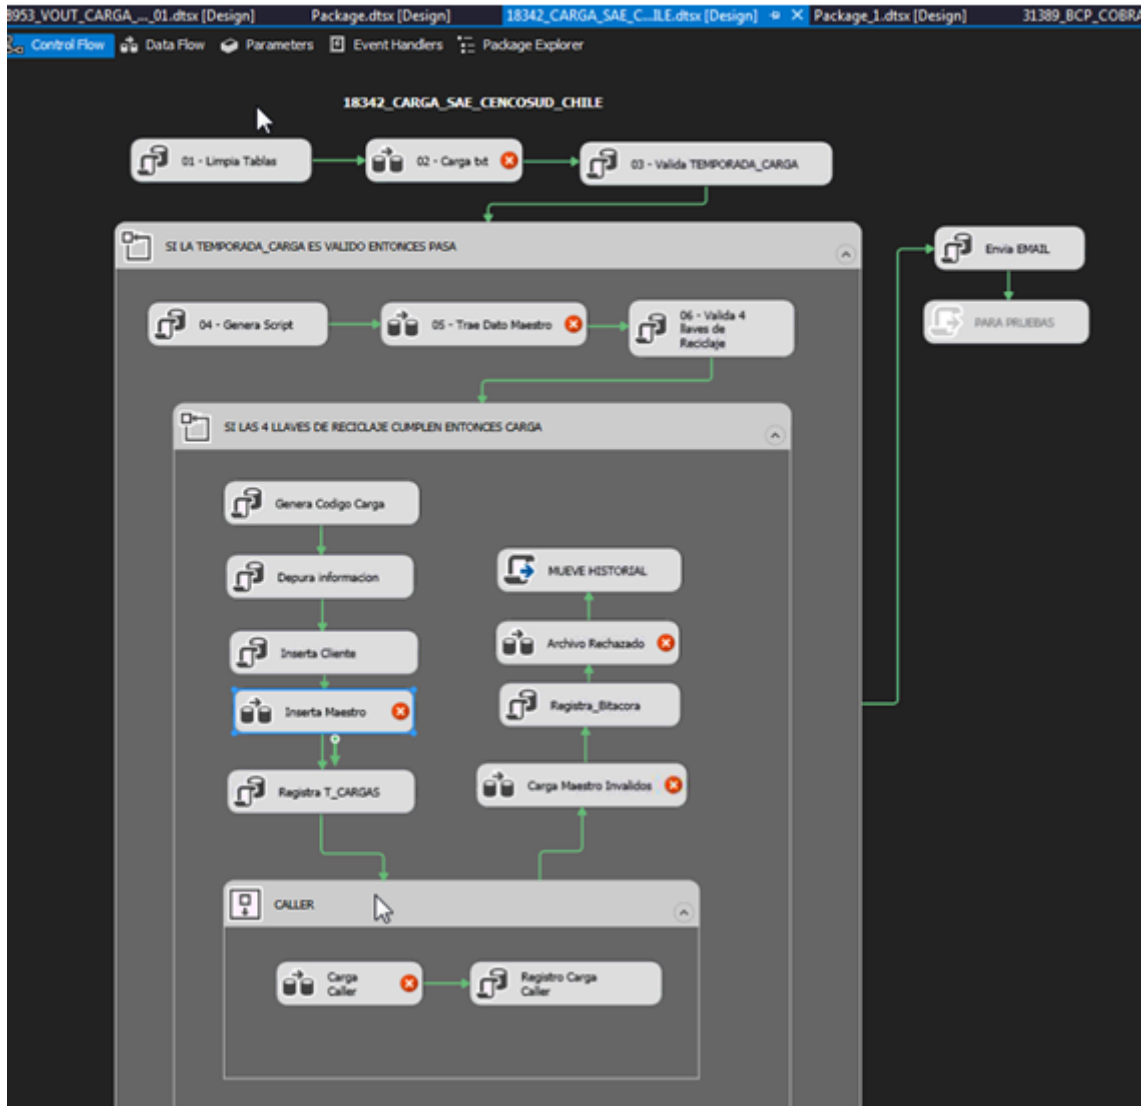 8953_VOUT_CARGA_..._01.dtsx [Design] Package.dtsx [Design] 18342_CARGA_SAE_C...ILE.dtsx [Design] Package_1.dtsx [Design] 31389_BCP_COBRA
Control Flow Data Flow Parameters Event Handlers Package Explorer
18342_CARGA_SAE_CENCOSUD_CHILE
01 - Limpia Tablas
02 - Carga txt
03 - Valida TEMPORADA_CARGA
SI LA TEMPORADA_CARGA ES VALIDO ENTONCES PASA
Envia EMAIL
PARA PRUEBAS
04 - Genera Script
05 - Trae Dato Maestro
06 - Valida 4
llaves de
Reciclaje
SI LAS 4 LLAVES DE RECICLAJE CUMPLEN ENTONCES CARGA
Genera Codigo Carga
Depura informacion
Inserta Cliente
Inserta Maestro
Registra T_CARGAS
MUEVE HISTORIAL
Archivo Rechazado
Registra_Bitacora
Carga Maestro Invalidos
CALLER
Carga
Caller
Registro Carga
Caller